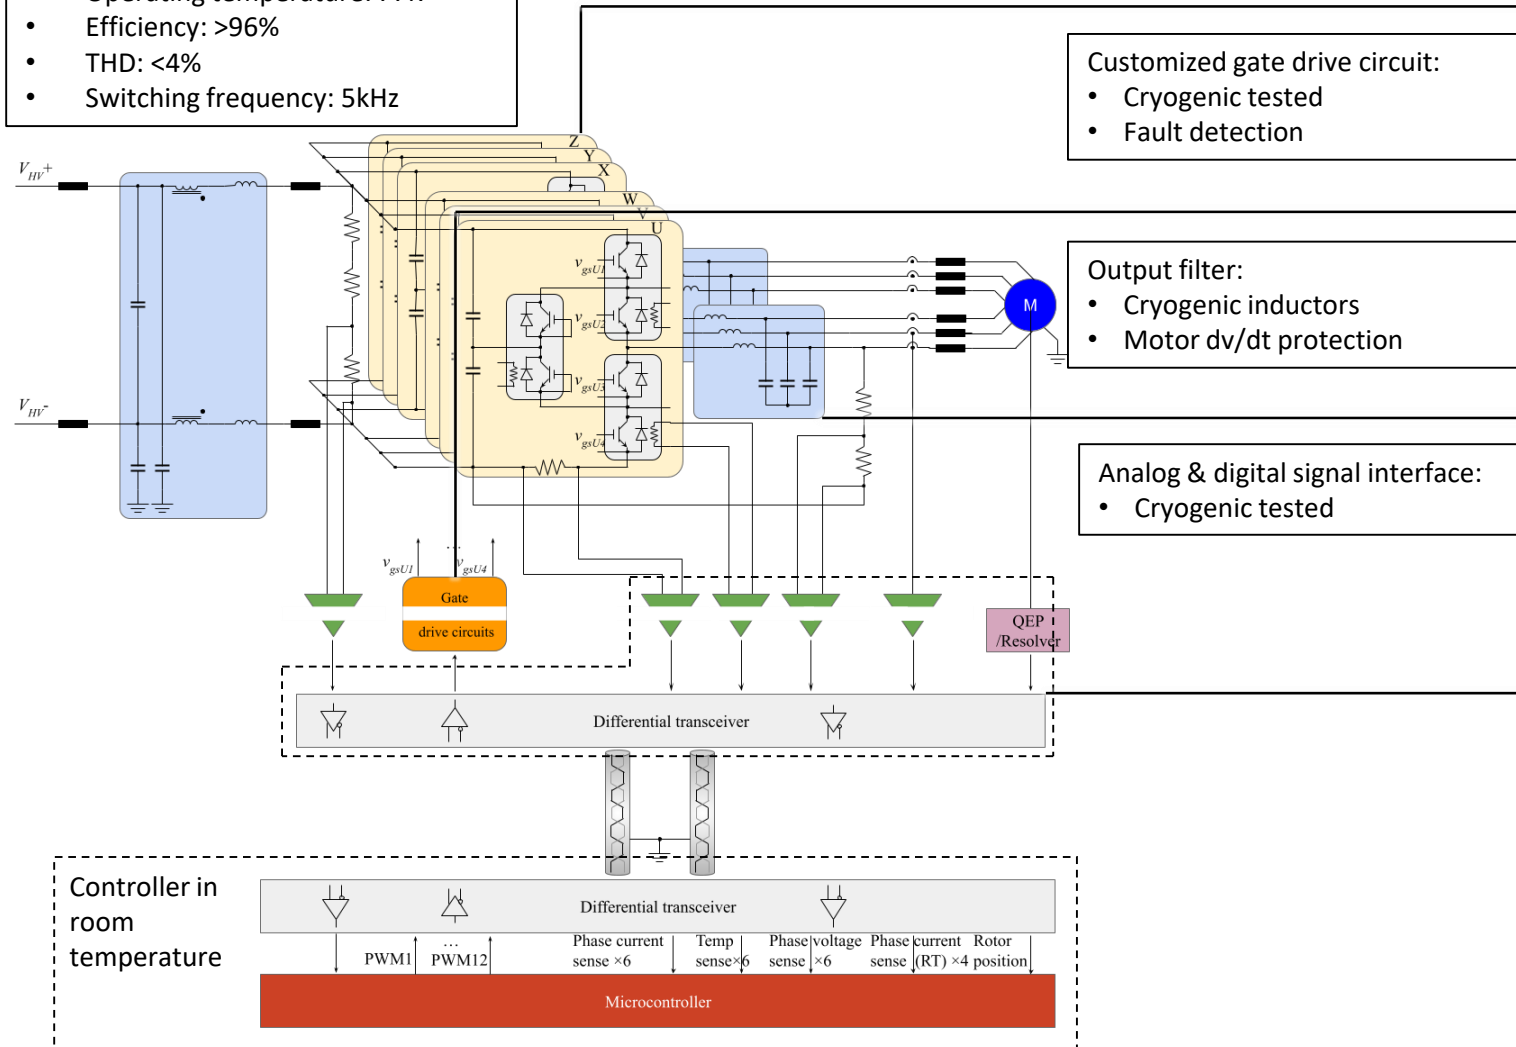 • Efficiency: >96%
• THD: <4%
• Switching frequency: 5kHz
Customized gate drive circuit:
• Cryogenic tested
• Fault detection
Z
Y
X
W
V
U
V_HV+
V_HV-
v_gsU1
v_gsU2
v_gsU3
v_gsU4
M
Output filter:
• Cryogenic inductors
• Motor dv/dt protection
Analog & digital signal interface:
• Cryogenic tested
...
v_gsU1 v_gsU4
Gate
drive circuits
QEP
/Resolver
Differential transceiver
Controller in
room
temperature
Differential transceiver
PWM1 ... PWM12
Phase current
sense ×6
Temp
sense×6
Phase voltage
sense ×6
Phase current
sense (RT) ×4
Rotor
position
Microcontroller